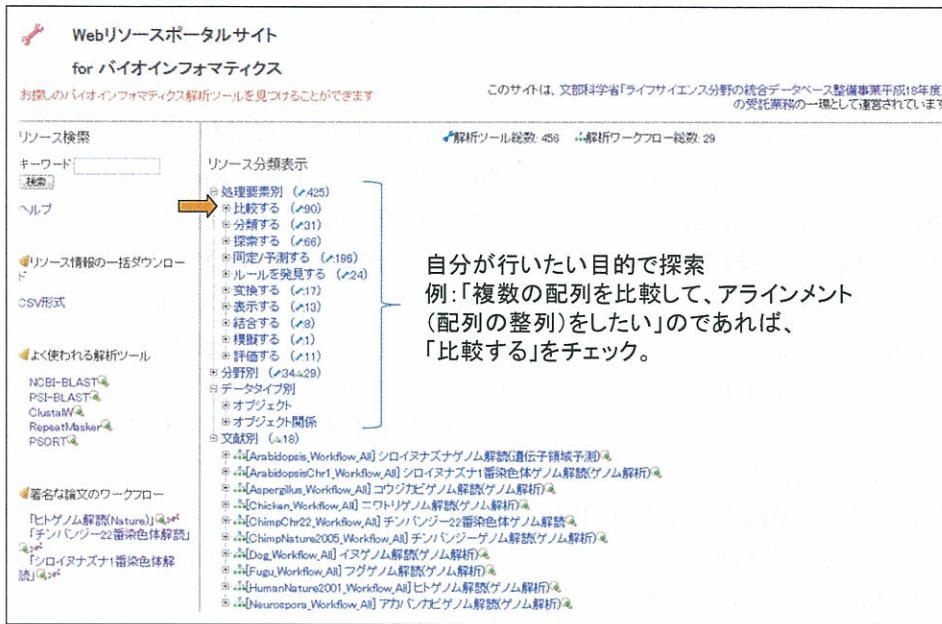 Webリソースポータルサイト
for バイオインフォマティクス
お探しのバイオインフォマティクス解析ツールを見つけることができます
このサイトは、文部科学省「ライフサイエンス分野の統合データベース整備事業平成18年度」
の受託業務の一環として運営されています
リソース検索
キーワード
検索
ヘルプ
リソース情報の一括ダウンロー
ド
CSV形式
よく使われる解析ツール
NCBI-BLAST
PSI-BLAST
ClustalW
RepeatMasker
PSORT
著名な論文のワークフロー
「ヒトゲノム解読(Nature)」
「チンパンジー22番染色体解読」
「シロイヌナズナ1番染色体解
読」
解析ツール総数: 456 解析ワークフロー総数: 29
リソース分類表示
処理要素別 (425)
比較する (90)
分類する (31)
探索する (66)
同定/予測する (196)
ルールを発見する (24)
変換する (17)
表示する (13)
結合する (8)
模擬する (1)
評価する (11)
分野別 (34 29)
データタイプ別
オブジェクト
オブジェクト関係
文献別 (18)
[Arabidopsis_Workflow_All] シロイヌナズナゲノム解読(遺伝子領域予測)
[ArabidopsisChr1_Workflow_All] シロイヌナズナ1番染色体ゲノム解読(ゲノム解析)
[Aspergillus_Workflow_All] コウジカビゲノム解読(ゲノム解析)
[Chicken_Workflow_All] ニワトリゲノム解読(ゲノム解析)
[ChimpChr22_Workflow_All] チンパンジー22番染色体ゲノム解読
[ChimpNature2005_Workflow_All] チンパンジーゲノム解読(ゲノム解析)
[Dog_Workflow_All] イヌゲノム解読(ゲノム解析)
[Fugu_Workflow_All] フグゲノム解読(ゲノム解析)
[HumanNature2001_Workflow_All] ヒトゲノム解読(ゲノム解析)
[Neurospora_Workflow_All] アカパンカビゲノム解読(ゲノム解析)
自分が行いたい目的で探索
例:「複数の配列を比較して、アラインメント
(配列の整列)をしたい」のであれば、
「比較する」をチェック。